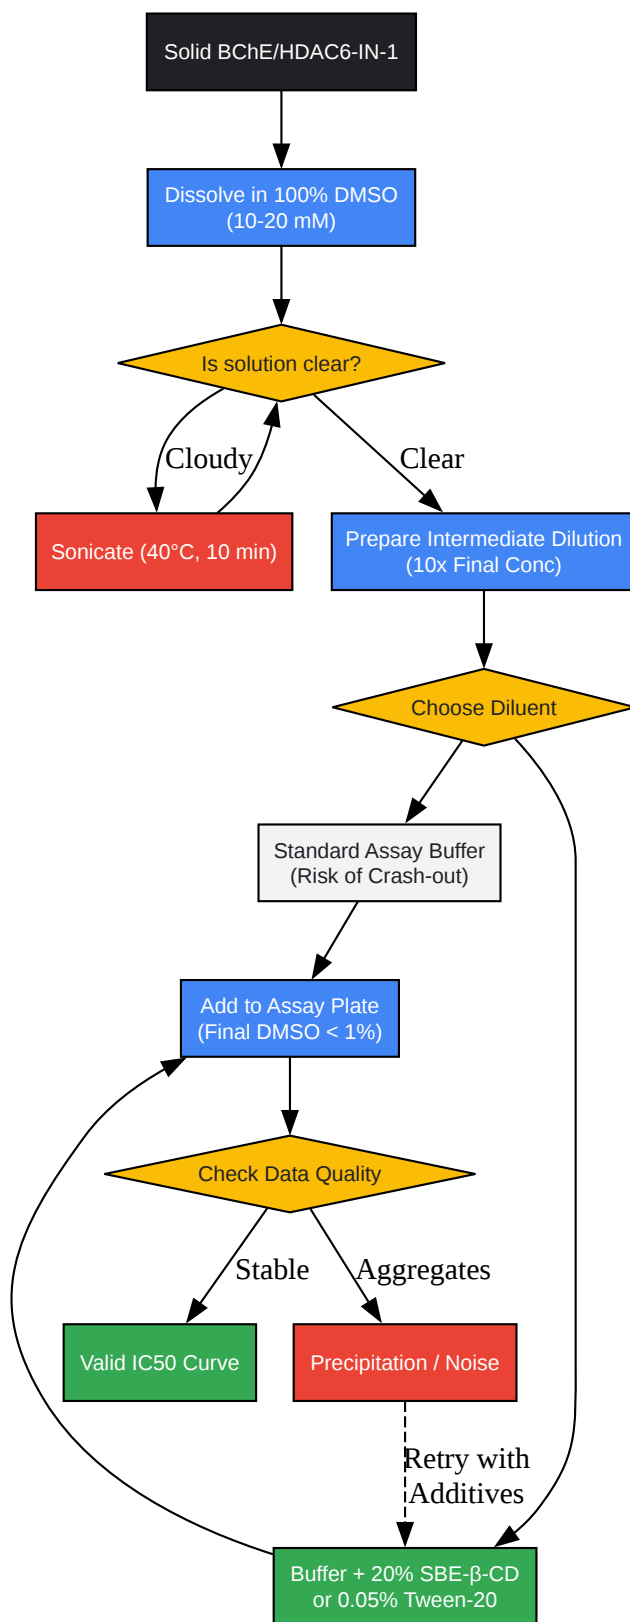 Solid BChE/HDAC6-IN-1
Dissolve in 100% DMSO
(10-20 mM)
Is solution clear?
Cloudy
Clear
Sonicate (40°C, 10 min)
Prepare Intermediate Dilution
(10x Final Conc)
Choose Diluent
Standard Assay Buffer
(Risk of Crash-out)
Add to Assay Plate
(Final DMSO < 1%)
Check Data Quality
Stable
Aggregates
Valid IC50 Curve
Precipitation / Noise
Retry with
Additives
Buffer + 20% SBE-β-CD
or 0.05% Tween-20